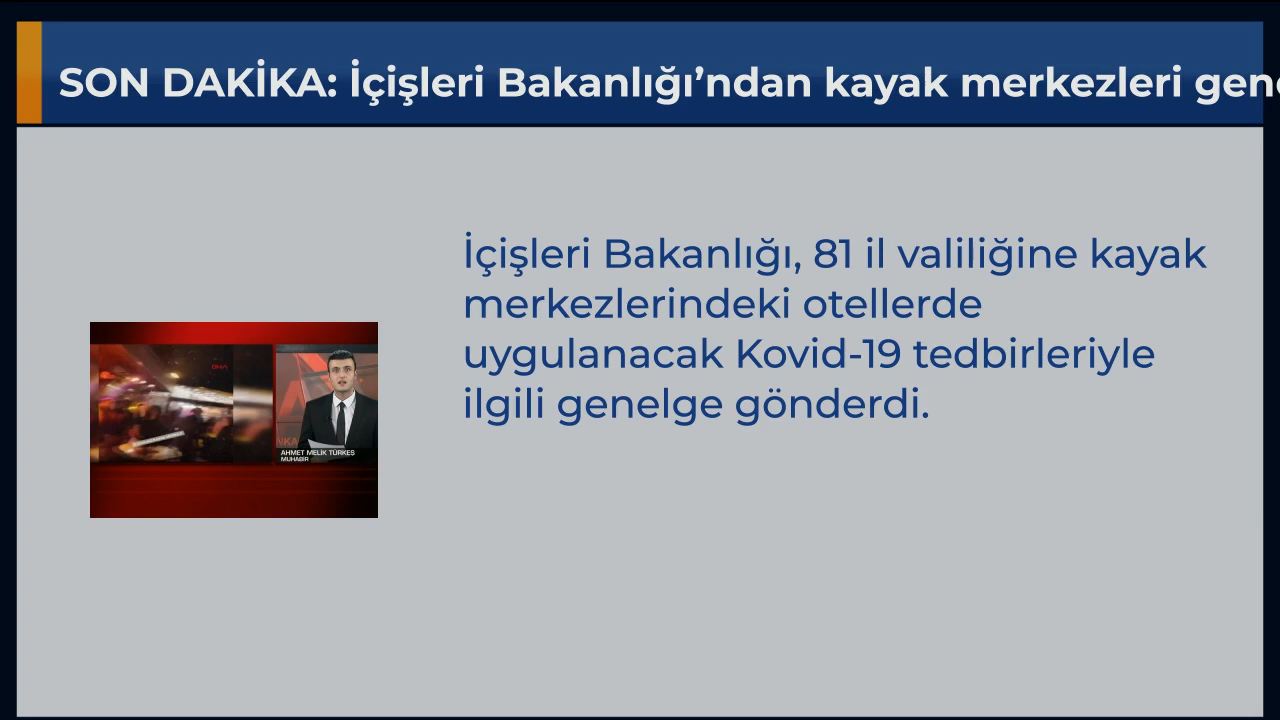 SON DAKİKA: İçişleri Bakanlığı’ndan kayak merkezleri
İçişleri Bakanlığı, 81 il valiliğine kayak
merkezlerindeki otellerde
uygulanacak Kovid-19 tedbirleriyle
ilgili genelge gönderdi.
DHA
AHMET MELİK TÜRKEŞ
MUHABİR